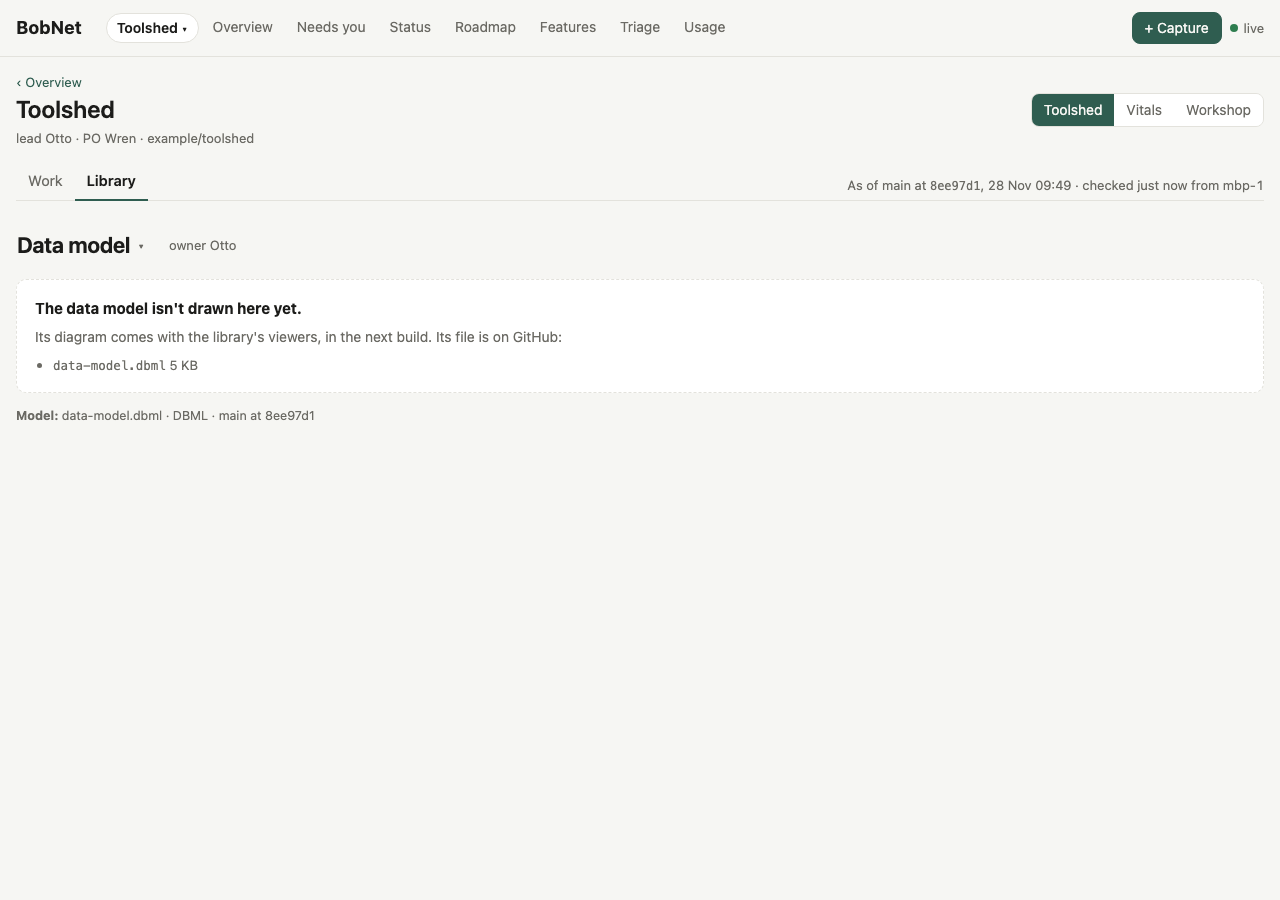 BobNet
Toolshed ▾
Overview
Needs you
Status
Roadmap
Features
Triage
Usage
+ Capture
live
‹ Overview
Toolshed
lead Otto · PO Wren · example/toolshed
Toolshed
Vitals
Workshop
Work
Library
As of main at 8ee97d1, 28 Nov 09:49 · checked just now from mbp-1
Data model ▾
owner Otto
The data model isn't drawn here yet.
Its diagram comes with the library's viewers, in the next build. Its file is on GitHub:
• data-model.dbml 5 KB
Model: data-model.dbml · DBML · main at 8ee97d1